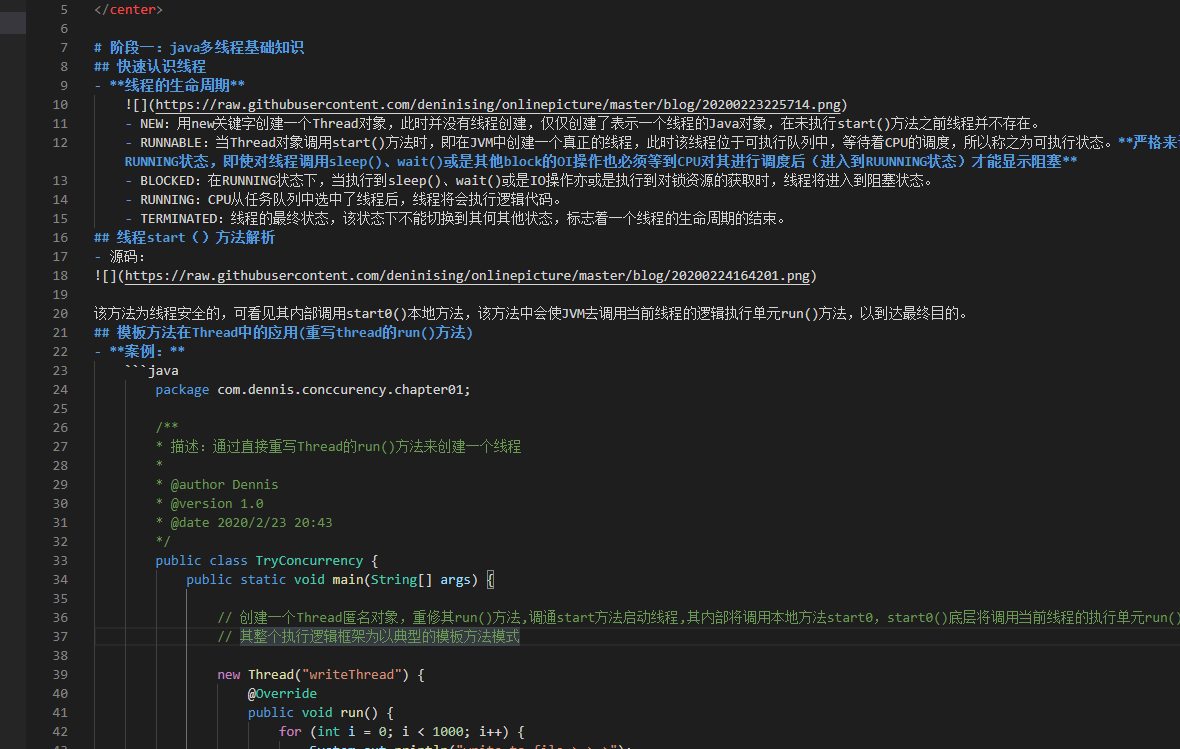 5 </center>
6
7 # 阶段一：java多线程基础知识
8 ## 快速认识线程
9 - **线程的生命周期**
10 ![](https://raw.githubusercontent.com/deninising/onlinepicture/master/blog/20200223225714.png)
11 - NEW：用new关键字创建一个Thread对象，此时并没有线程创建，仅仅创建了表示一个线程的Java对象，在未执行start()方法之前线程并不存在。
12 - RUNNABLE：当Thread对象调用start()方法时，即在JVM中创建一个真正的线程，此时该线程位于可执行队列中，等待着CPU的调度，所以称之为可执行状态。**严格来
RUNNING状态，即使对线程调用sleep()、wait()或是其他block的OI操作也必须等到CPU对其进行调度后（进入到RUUNNING状态）才能显示阻塞**
13 - BLOCKED：在RUNNING状态下，当执行到sleep()、wait()或是IO操作亦或是执行到对锁资源的获取时，线程将进入到阻塞状态。
14 - RUNNING：CPU从任务队列中选中了线程后，线程将会执行逻辑代码。
15 - TERMINATED：线程的最终状态，该状态下不能切换到其何其他状态，标志着一个线程的生命周期的结束。
16 ## 线程start（）方法解析
17 - 源码：
18 ![](https://raw.githubusercontent.com/deninising/onlinepicture/master/blog/20200224164201.png)
19
20 该方法为线程安全的，可看见其内部调用start0()本地方法，该方法中会使JVM去调用当前线程的逻辑执行单元run()方法，以到达最终目的。
21 ## 模板方法在Thread中的应用(重写thread的run()方法)
22 - **案例：**
23 ```java
24 package com.dennis.conccurency.chapter01;
25
26 /**
27 * 描述：通过直接重写Thread的run()方法来创建一个线程
28 *
29 * @author Dennis
30 * @version 1.0
31 * @date 2020/2/23 20:43
32 */
33 public class TryConcurrency {
34 public static void main(String[] args) {
35
36 // 创建一个Thread匿名对象，重修其run()方法,调通start方法启动线程,其内部将调用本地方法start0，start0()底层将调用当前线程的执行单元run()
37 // 其整个执行逻辑框架为以典型的模板方法模式
38
39 new Thread("writeThread") {
40 @Override
41 public void run() {
42 for (int i = 0; i < 1000; i++) {